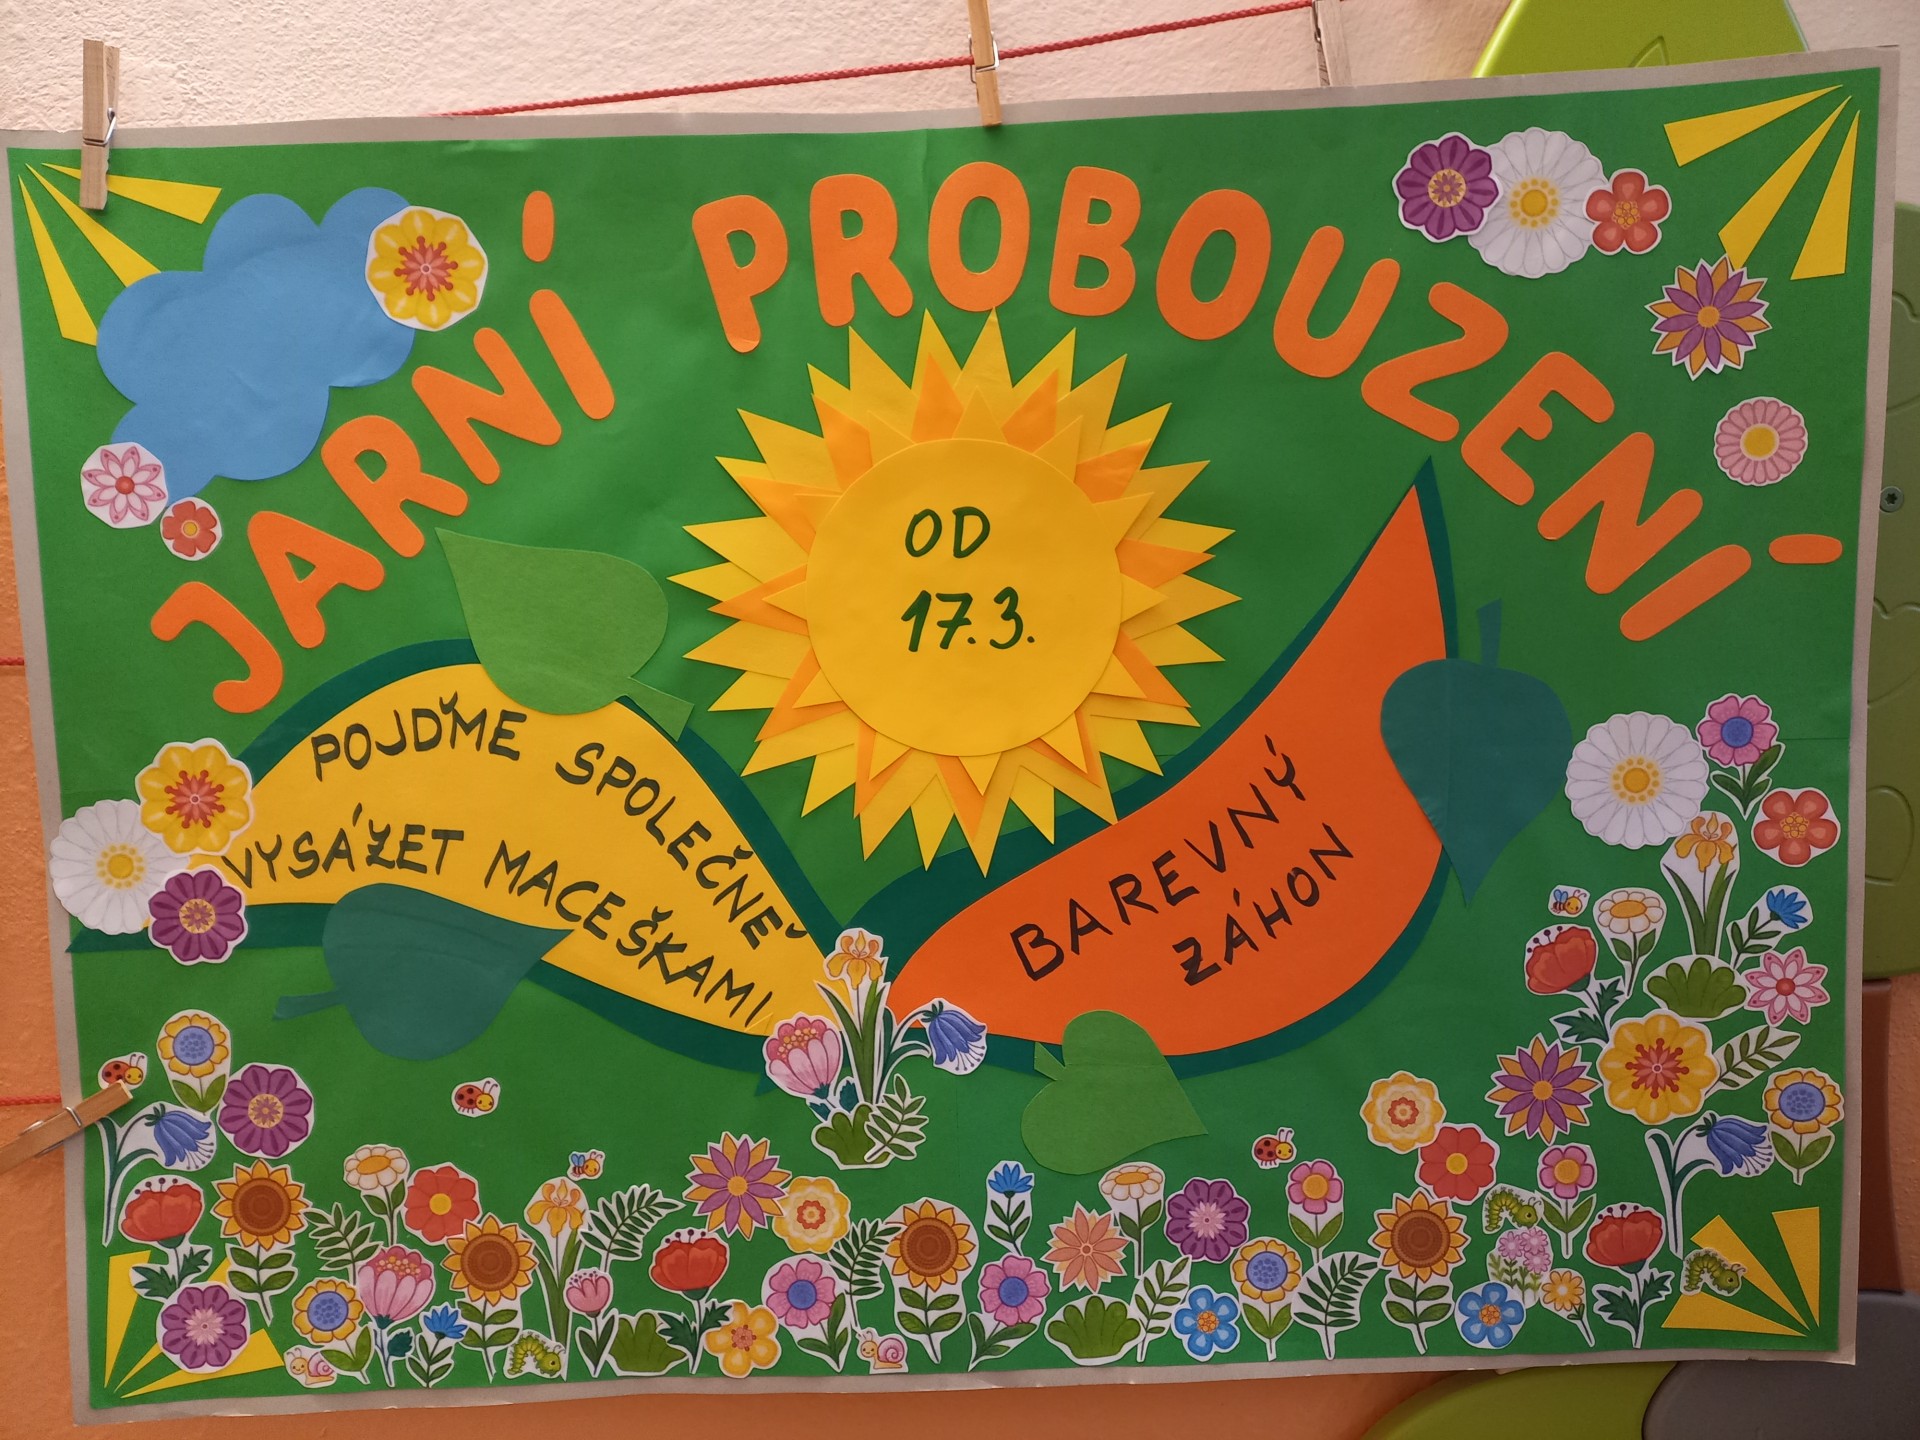 JARNÍ PROBOUZENÍ
OD
17.3.
POJĎME SPOLEČNĚ
VYSÁZET MACEŠKAMI
BAREVNÝ
ZÁHON